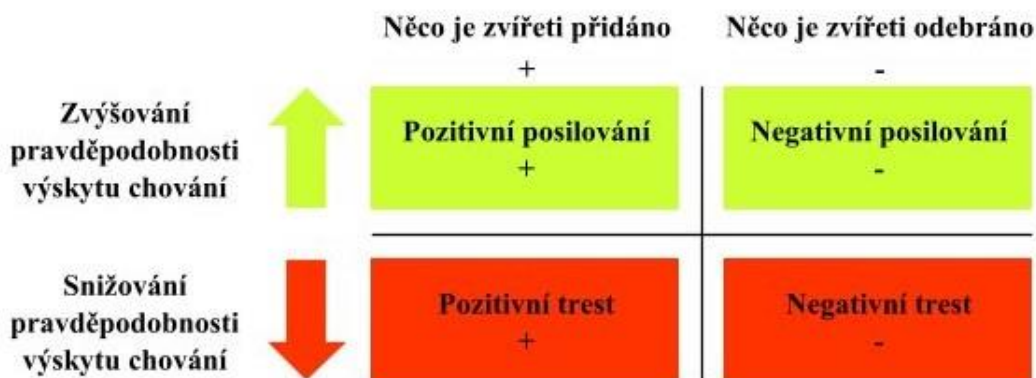 Něco je zvířeti přidáno
+
Něco je zvířeti odebráno
-
Zvýšování
pravděpodobnosti
výskytu chování
Pozitivní posilování
+
Negativní posilování
-
Snižování
pravděpodobnosti
výskytu chování
Pozitivní trest
+
Negativní trest
-